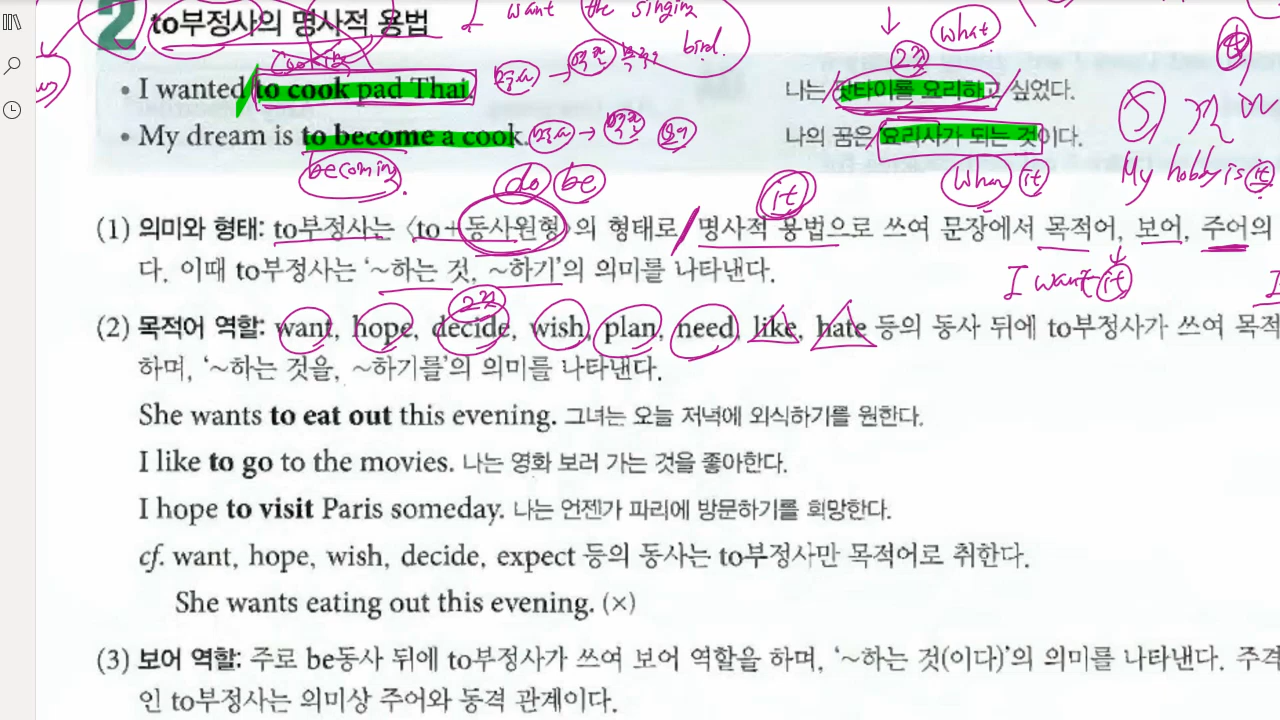 I want the singing bird.
what
2 to부정사의 명사적 용법
cooking
• I wanted to cook pad Thai. 나는 팟타이를 요리하고 싶었다.
• My dream is to become a cook. 나의 꿈은 요리사가 되는 것이다.
becoming. do be it what it My hobby is it
(1) 의미와 형태: to부정사는 〈to+동사원형〉의 형태로 명사적 용법으로 쓰여 문장에서 목적어, 보어, 주어의
다. 이때 to부정사는 ‘~하는 것, ~하기’의 의미를 나타낸다.
I want it
(2) 목적어 역할: want, hope, decide, wish, plan, need, like, hate 등의 동사 뒤에 to부정사가 쓰여 목적
하며, ‘~하는 것을, ~하기를’의 의미를 나타낸다.
She wants to eat out this evening. 그녀는 오늘 저녁에 외식하기를 원한다.
I like to go to the movies. 나는 영화 보러 가는 것을 좋아한다.
I hope to visit Paris someday. 나는 언젠가 파리에 방문하기를 희망한다.
cf. want, hope, wish, decide, expect 등의 동사는 to부정사만 목적어로 취한다.
She wants eating out this evening. (×)
(3) 보어 역할: 주로 be동사 뒤에 to부정사가 쓰여 보어 역할을 하며, ‘~하는 것(이다)’의 의미를 나타낸다. 주격
인 to부정사는 의미상 주어와 동격 관계이다.